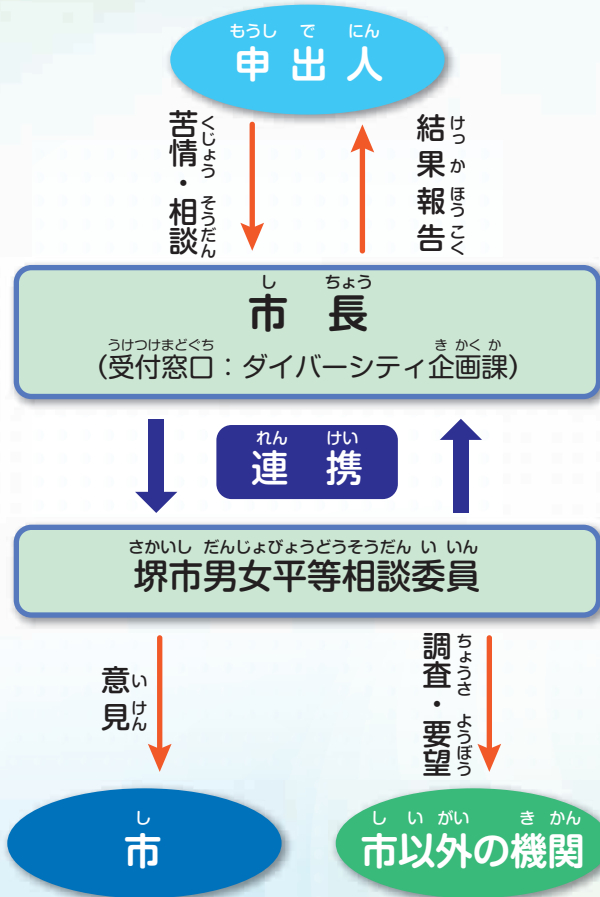 もうし で にん
申出人
くじょう そうだん
苦情・相談
けっ か ほう こく
結果報告
し ちょう
市長
うけつけまどぐち き かく か
(受付窓口:ダイバーシティ企画課)
れん けい
連携
さかいし だんじょびょうどうそうだん い いん
堺市男女平等相談委員
い けん
意見
ちょうさ ようぼう
調査・要望
し
市
し い がい き かん
市以外の機関